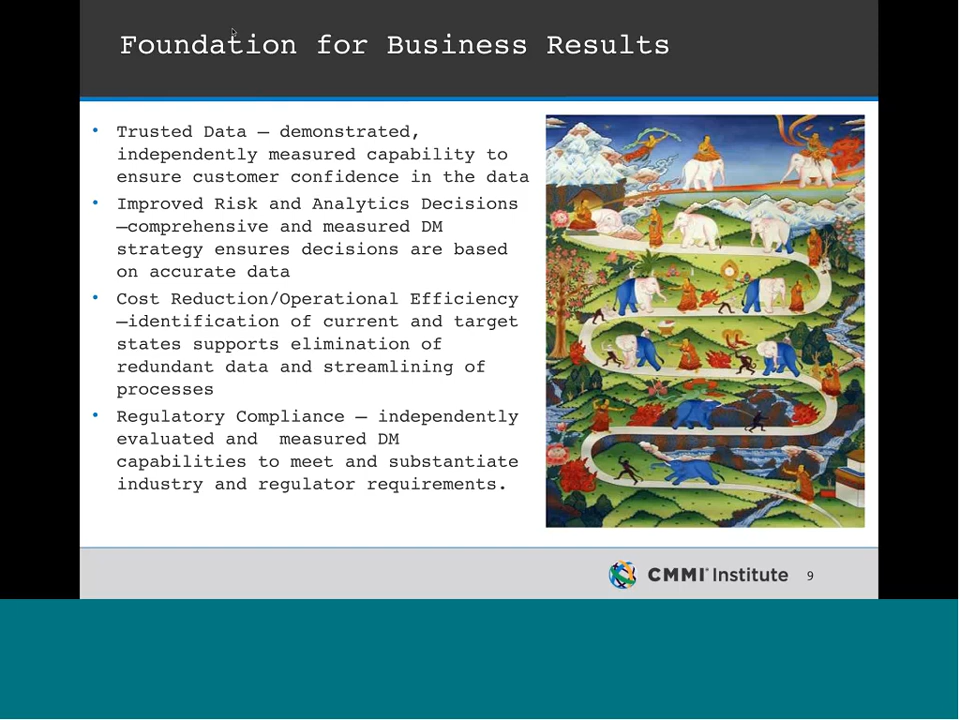 Foundation for Business Results
• Trusted Data – demonstrated,
independently measured capability to
ensure customer confidence in the data
• Improved Risk and Analytics Decisions
–comprehensive and measured DM
strategy ensures decisions are based
on accurate data
• Cost Reduction/Operational Efficiency
–identification of current and target
states supports elimination of
redundant data and streamlining of
processes
• Regulatory Compliance – independently
evaluated and  measured DM
capabilities to meet and substantiate
industry and regulator requirements.
CMMI® Institute 9